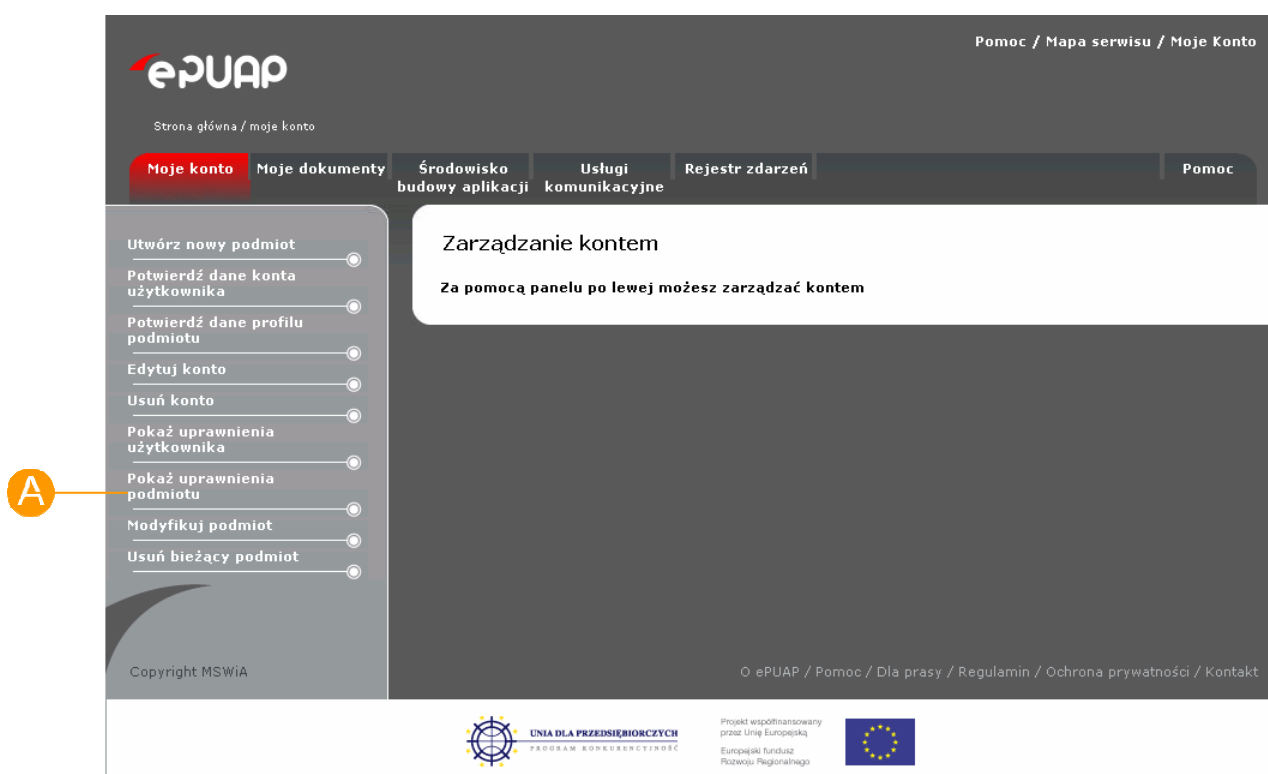 Pomoc / Mapa serwisu / Moje Konto
ePUAP
Strona główna / moje konto
Moje konto
Moje dokumenty
Środowisko
budowy aplikacji
Usługi
komunikacyjne
Rejestr zdarzeń
Pomoc
Utwórz nowy podmiot
Potwierdź dane konta
użytkownika
Potwierdź dane profilu
podmiotu
Edytuj konto
Usuń konto
Pokaż uprawnienia
użytkownika
Pokaż uprawnienia
podmiotu
Modyfikuj podmiot
Usuń bieżący podmiot
A
Zarządzanie kontem
Za pomocą panelu po lewej możesz zarządzać kontem
Copyright MSWiA
O ePUAP / Pomoc / Dla prasy / Regulamin / Ochrona prywatności / Kontakt
UNIA DLA PRZEDSIĘBIORCZYCH
PROGRAM KONKURENCYJNOŚĆ
Projekt współfinansowany
przez Unię Europejską
Europejski fundusz
Rozwoju Regionalnego